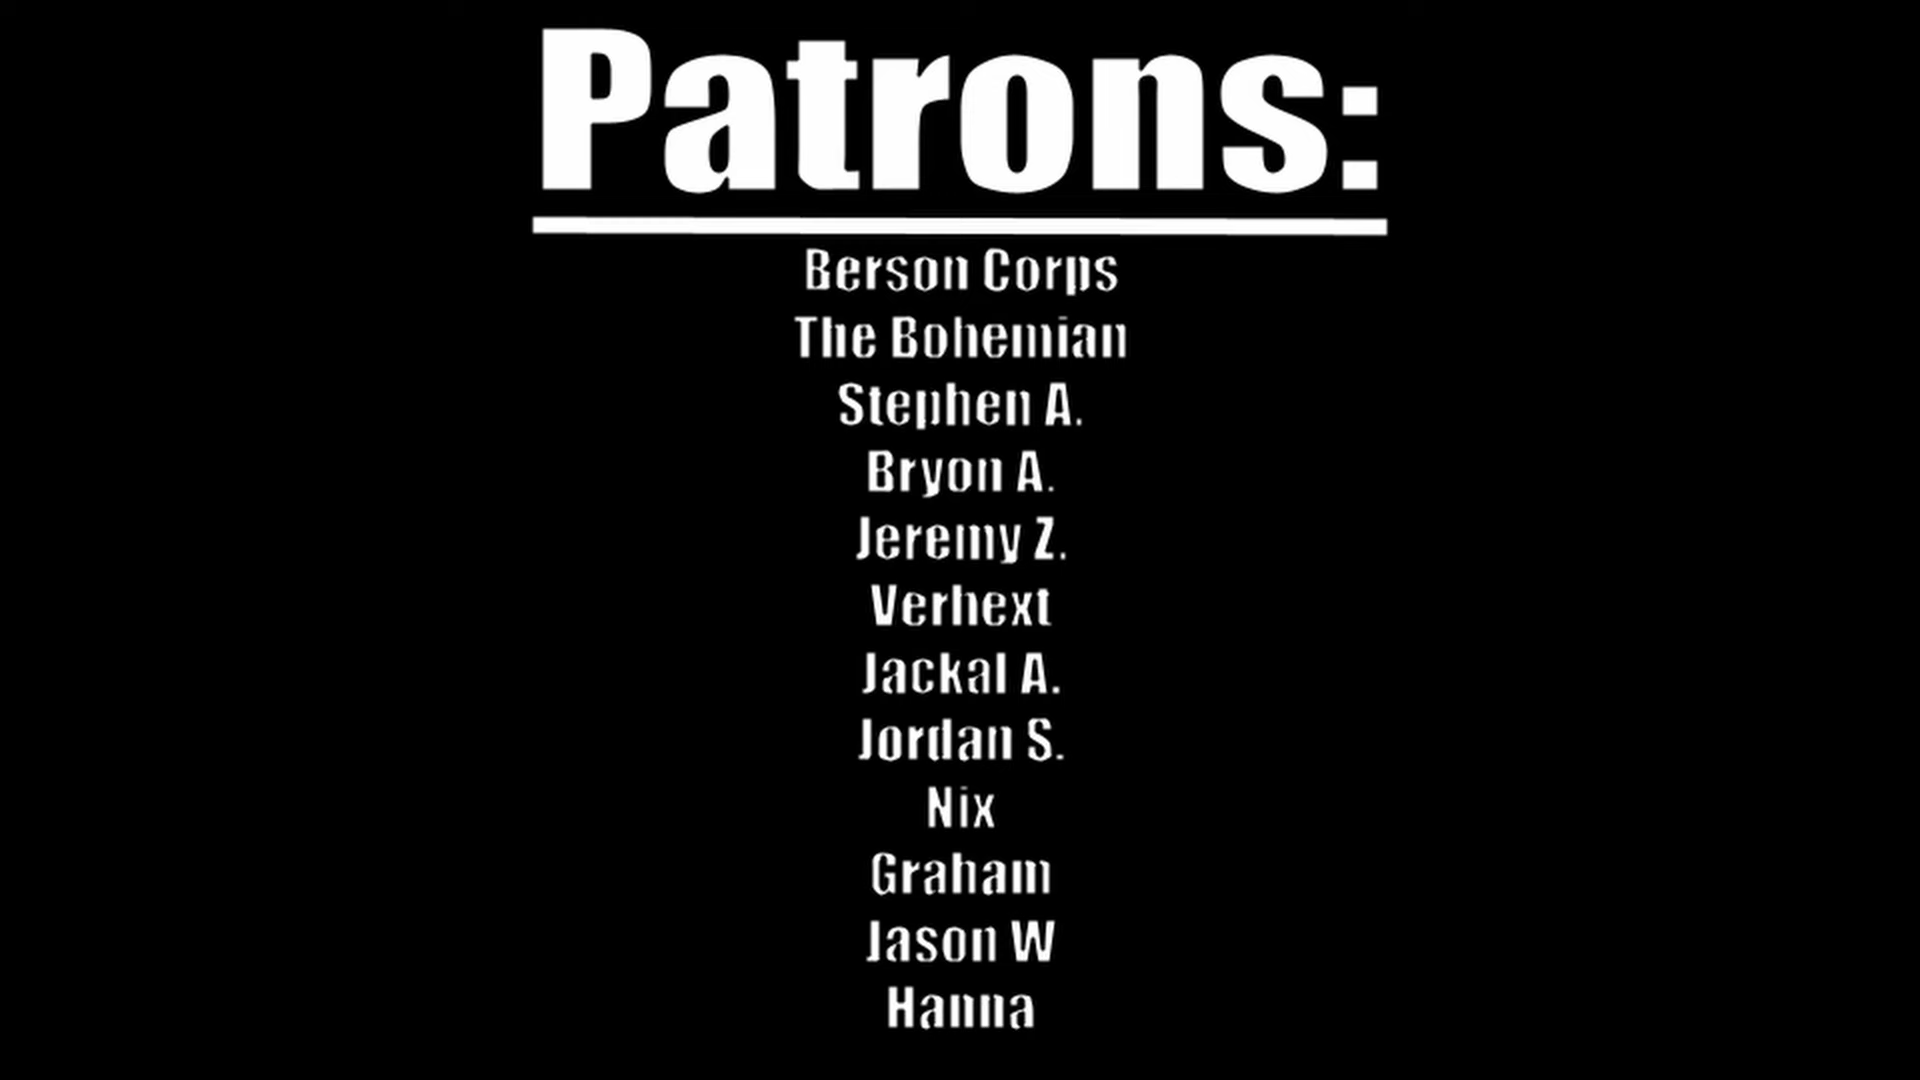 Patrons:
Berson Corps
The Bohemian
Stephen A.
Bryon A.
Jeremy Z.
Verhext
Jackal A.
Jordan S.
Nix
Graham
Jason W
Hanna